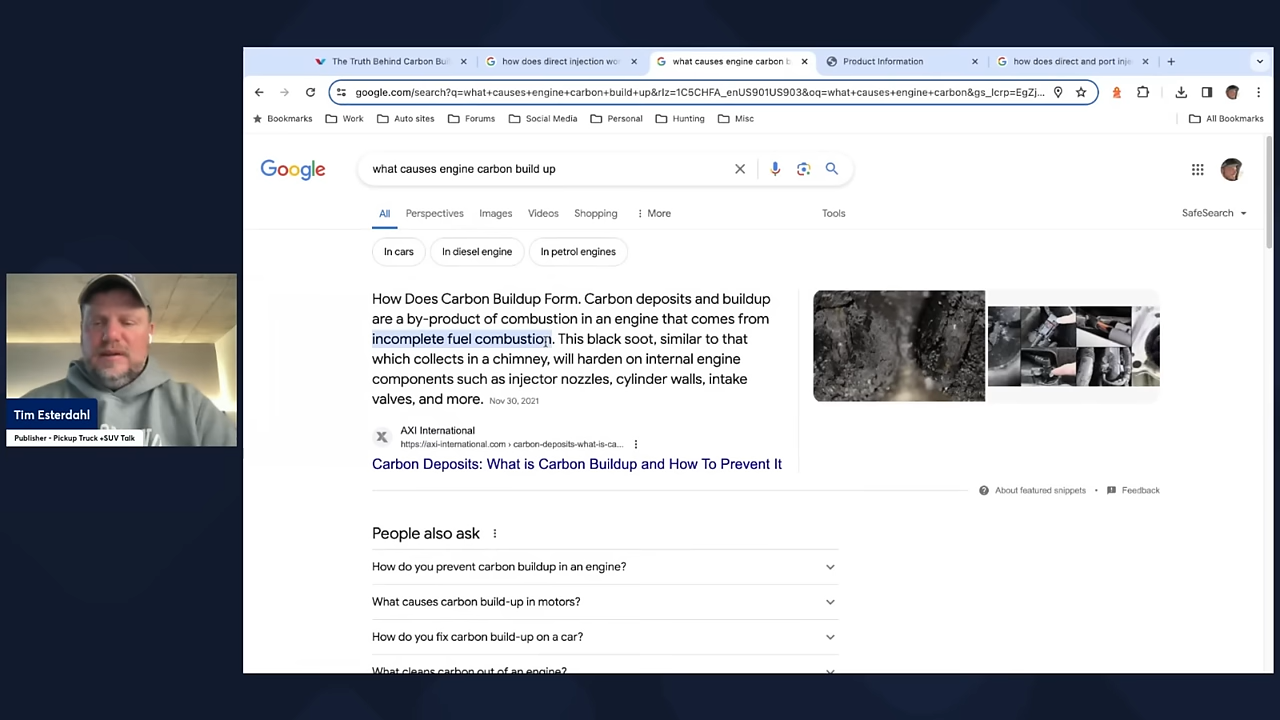 The Truth Behind Carbon Bui
how does direct injection wo
what causes engine carbon b
Product Information
how does direct and port inje
google.com/search?q=what+causes+engine+carbon+build+up&rlz=1C5CHFA_enUS901US903&oq=what+causes+engine+carbon&gs_lcrp=EgZj...
Bookmarks
Work
Auto sites
Forums
Social Media
Personal
Hunting
Misc
All Bookmarks
Google
what causes engine carbon build up
All
Perspectives
Images
Videos
Shopping
More
Tools
SafeSearch
In cars
In diesel engine
In petrol engines
How Does Carbon Buildup Form. Carbon deposits and buildup
are a by-product of combustion in an engine that comes from
incomplete fuel combustion. This black soot, similar to that
which collects in a chimney, will harden on internal engine
components such as injector nozzles, cylinder walls, intake
valves, and more. Nov 30, 2021
AXI International
https://axi-international.com › carbon-deposits-what-is-ca...
Carbon Deposits: What is Carbon Buildup and How To Prevent It
About featured snippets • Feedback
People also ask
How do you prevent carbon buildup in an engine?
What causes carbon build-up in motors?
How do you fix carbon build-up on a car?
What cleans carbon out of an engine?
Tim Esterdahl
Publisher - Pickup Truck +SUV Talk